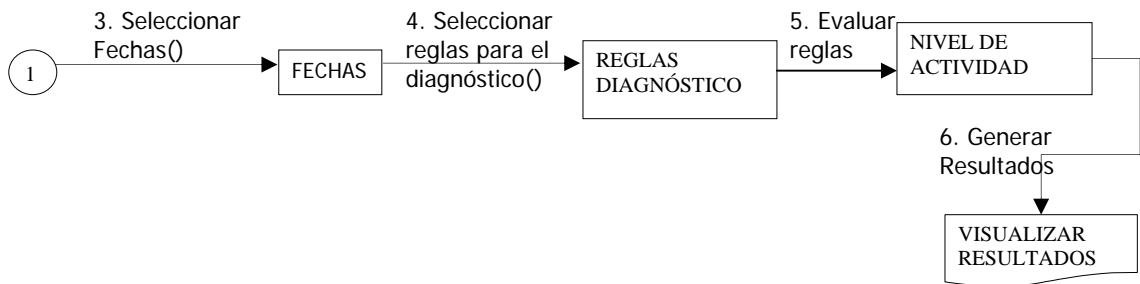 1
3. Seleccionar
Fechas()
FECHAS
4. Seleccionar
reglas para el
diagnóstico()
REGLAS
DIAGNÓSTICO
5. Evaluar
reglas
NIVEL DE
ACTIVIDAD
6. Generar
Resultados
VISUALIZAR
RESULTADOS